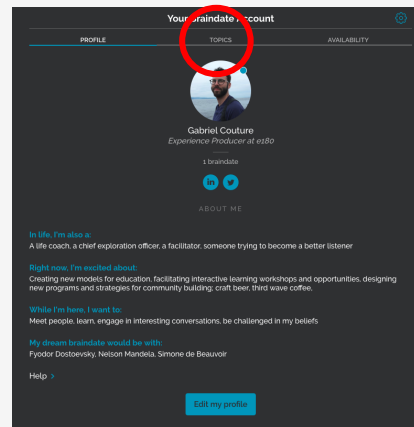 Your Braindate Account
PROFILE
TOPICS
AVAILABILITY
Gabriel Couture
Experience Producer at e180
1 braindate
in
ABOUT ME
In life, I'm also a:
A life coach, a chief exploration officer, a facilitator, someone trying to become a better listener
Right now, I'm excited about:
Creating new models for education, facilitating interactive learning workshops and opportunities, designing
new programs and strategies for community building; craft beer, third wave coffee,
While I'm here, I want to:
Meet people, learn, engage in interesting conversations, be challenged in my beliefs
My dream braindate would be with:
Fyodor Dostoevsky, Nelson Mandela, Simone de Beauvoir
Help >
Edit my profile